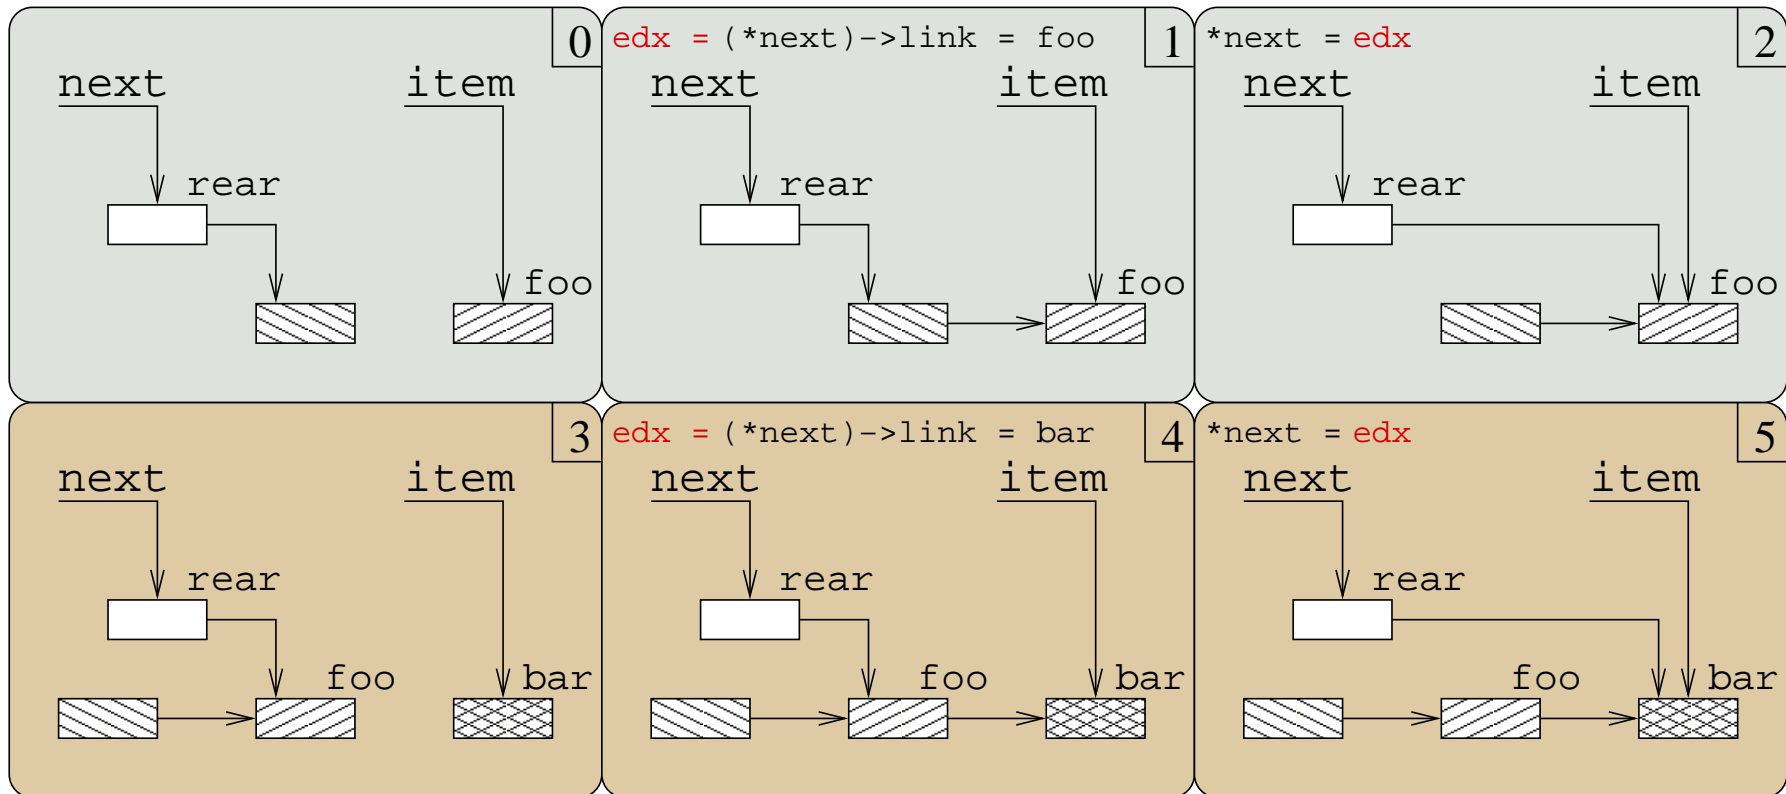 0
next item
rear
foo
edx = (*next)->link = foo 1
next item
rear
foo
*next = edx 2
next item
rear
foo
3
next item
rear
foo bar
edx = (*next)->link = bar 4
next item
rear
foo bar
*next = edx 5
next item
rear
foo bar